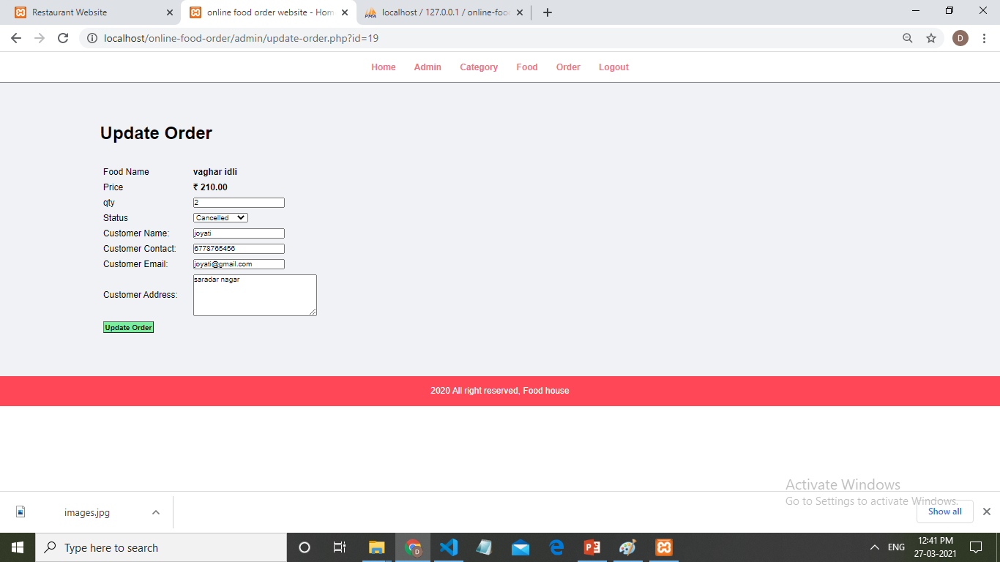 Restaurant Website
online food order website - Hom
localhost / 127.0.0.1 / online-foo
localhost/online-food-order/admin/update-order.php?id=19
D
Home Admin Category Food Order Logout
Update Order
Food Name vaghar idli
Price ₹ 210.00
qty 2
Status Cancelled
Customer Name: joyati
Customer Contact: 6778765456
Customer Email: joyati@gmail.com
Customer Address: saradar nagar
Update Order
2020 All right reserved, Food house
Activate Windows
Go to Settings to activate Windows.
images.jpg
Show all
Type here to search
ENG
12:41 PM
27-03-2021